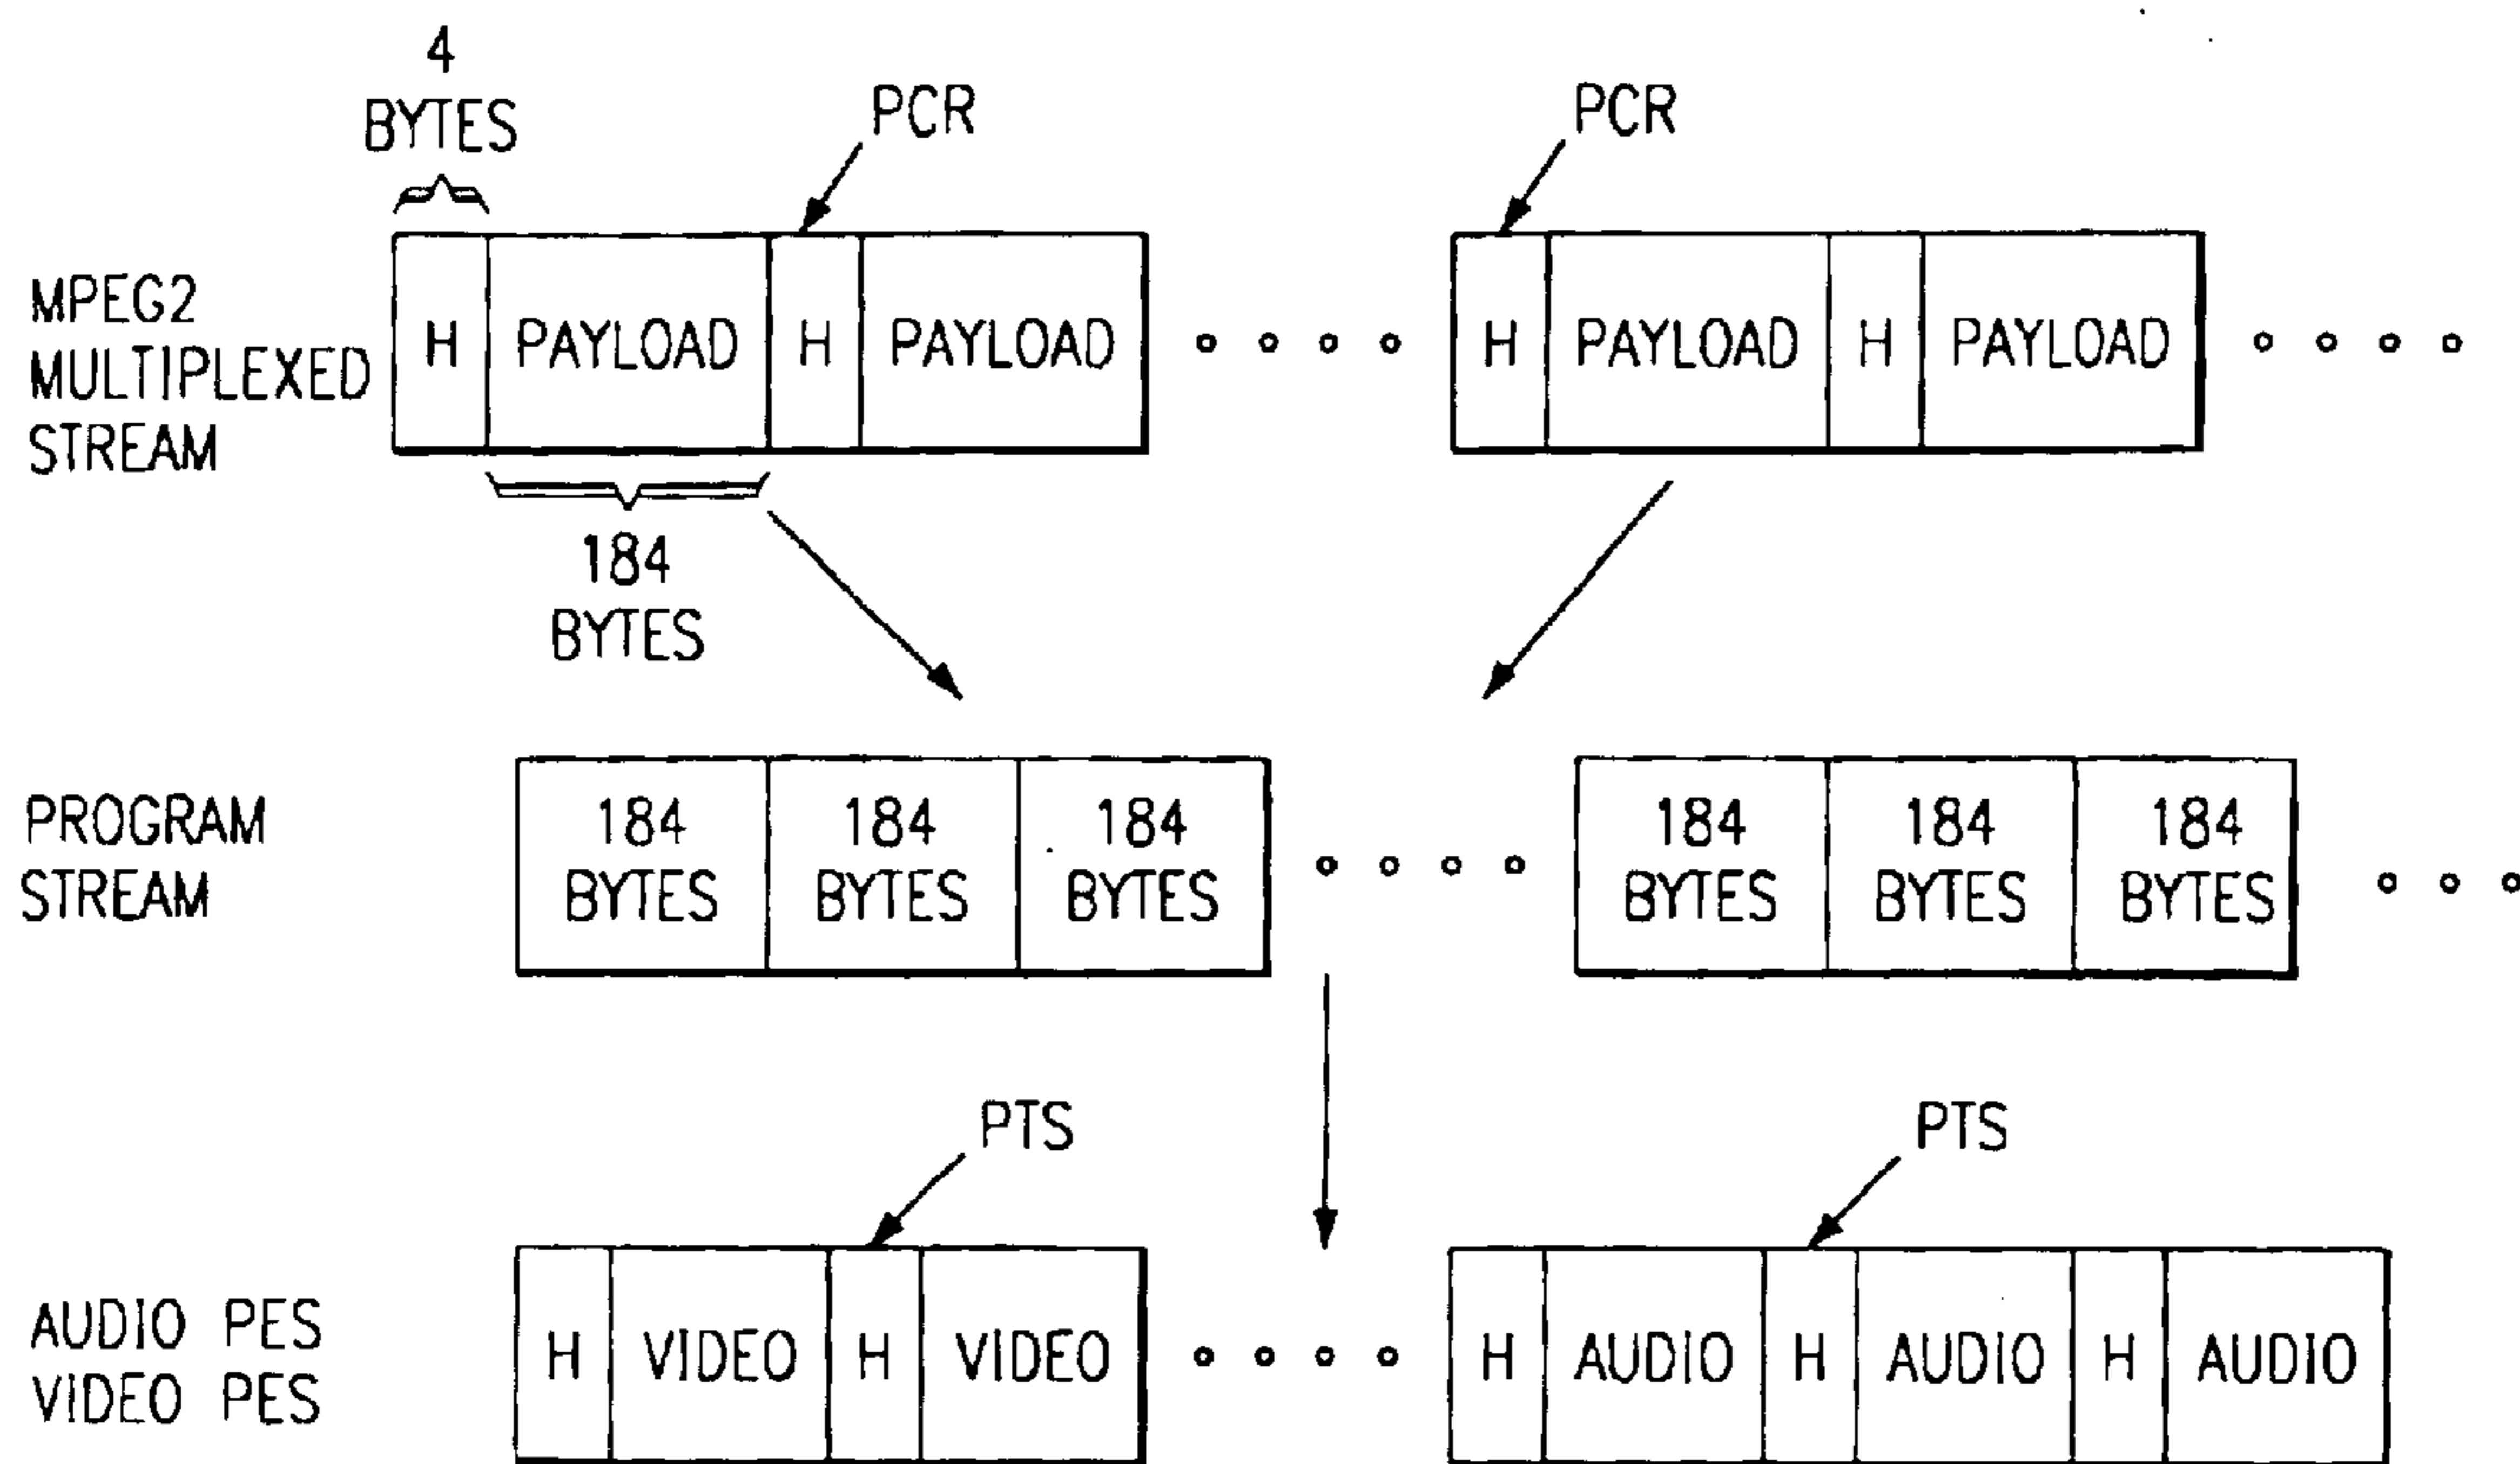 4
BYTES
PCR
PCR
MPEG2
MULTIPLEXED
STREAM
H PAYLOAD H PAYLOAD
H PAYLOAD H PAYLOAD
184
BYTES
PROGRAM
STREAM
184
BYTES
184
BYTES
184
BYTES
184
BYTES
184
BYTES
184
BYTES
PTS
PTS
AUDIO PES
VIDEO PES
H VIDEO H VIDEO
H AUDIO H AUDIO H AUDIO